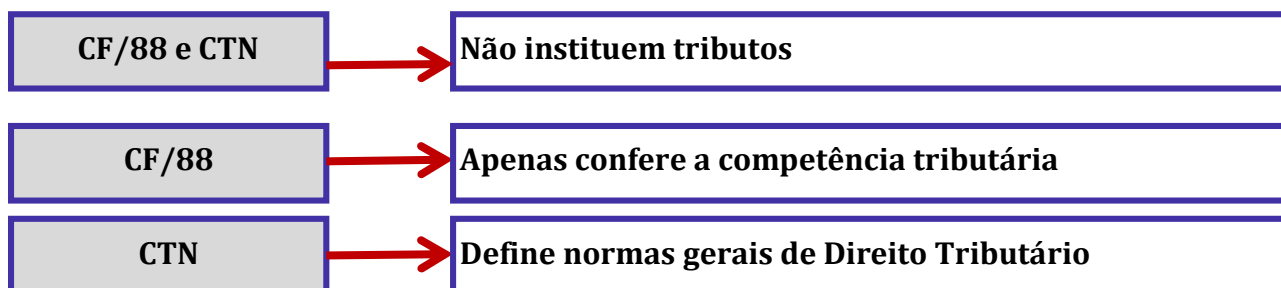 CF/88 e CTN
Não instituem tributos
CF/88
Apenas confere a competência tributária
CTN
Define normas gerais de Direito Tributário